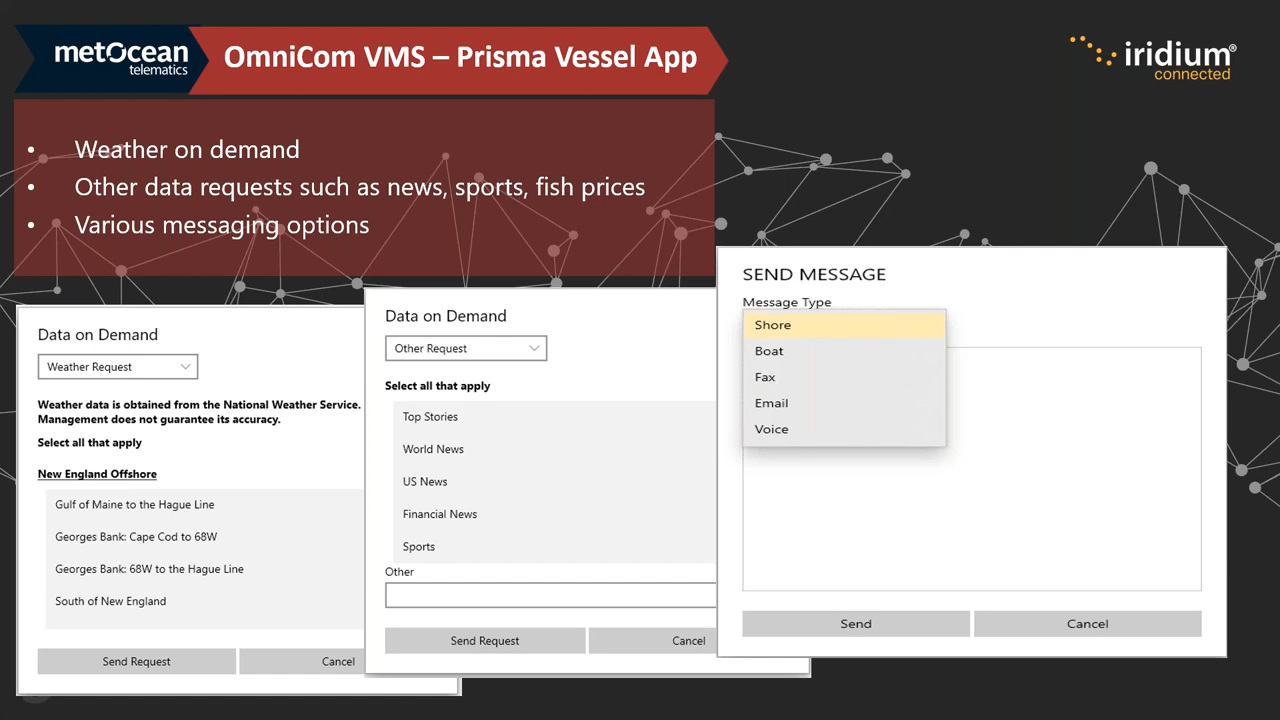 metOcean
telematics
OmniCom VMS – Prisma Vessel App
iridium®
connected
• Weather on demand
• Other data requests such as news, sports, fish prices
• Various messaging options
Data on Demand
Weather Request
Weather data is obtained from the National Weather Service.
Management does not guarantee its accuracy.
Select all that apply
New England Offshore
Gulf of Maine to the Hague Line
Georges Bank: Cape Cod to 68W
Georges Bank: 68W to the Hague Line
South of New England
Send Request
Cancel
Data on Demand
Other Request
Select all that apply
Top Stories
World News
US News
Financial News
Sports
Other
Send Request
Cancel
SEND MESSAGE
Message Type
Shore
Boat
Fax
Email
Voice
Send
Cancel